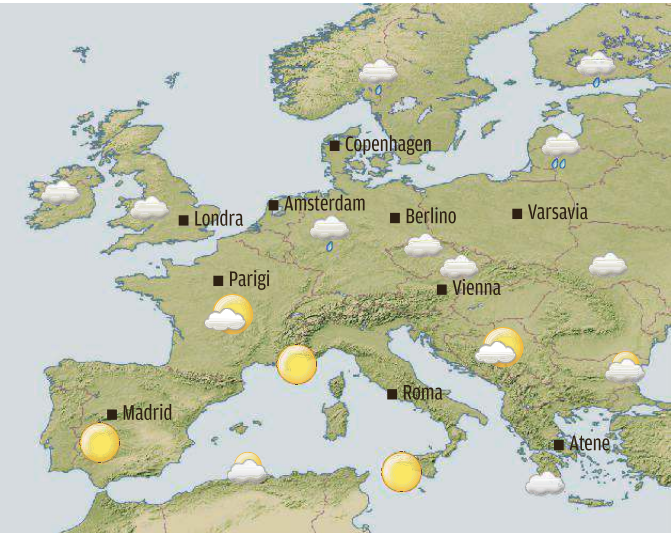 Copenhagen
Amsterdam
Londra
Berlino
Varsavia
Parigi
Vienna
Roma
Madrid
Atene